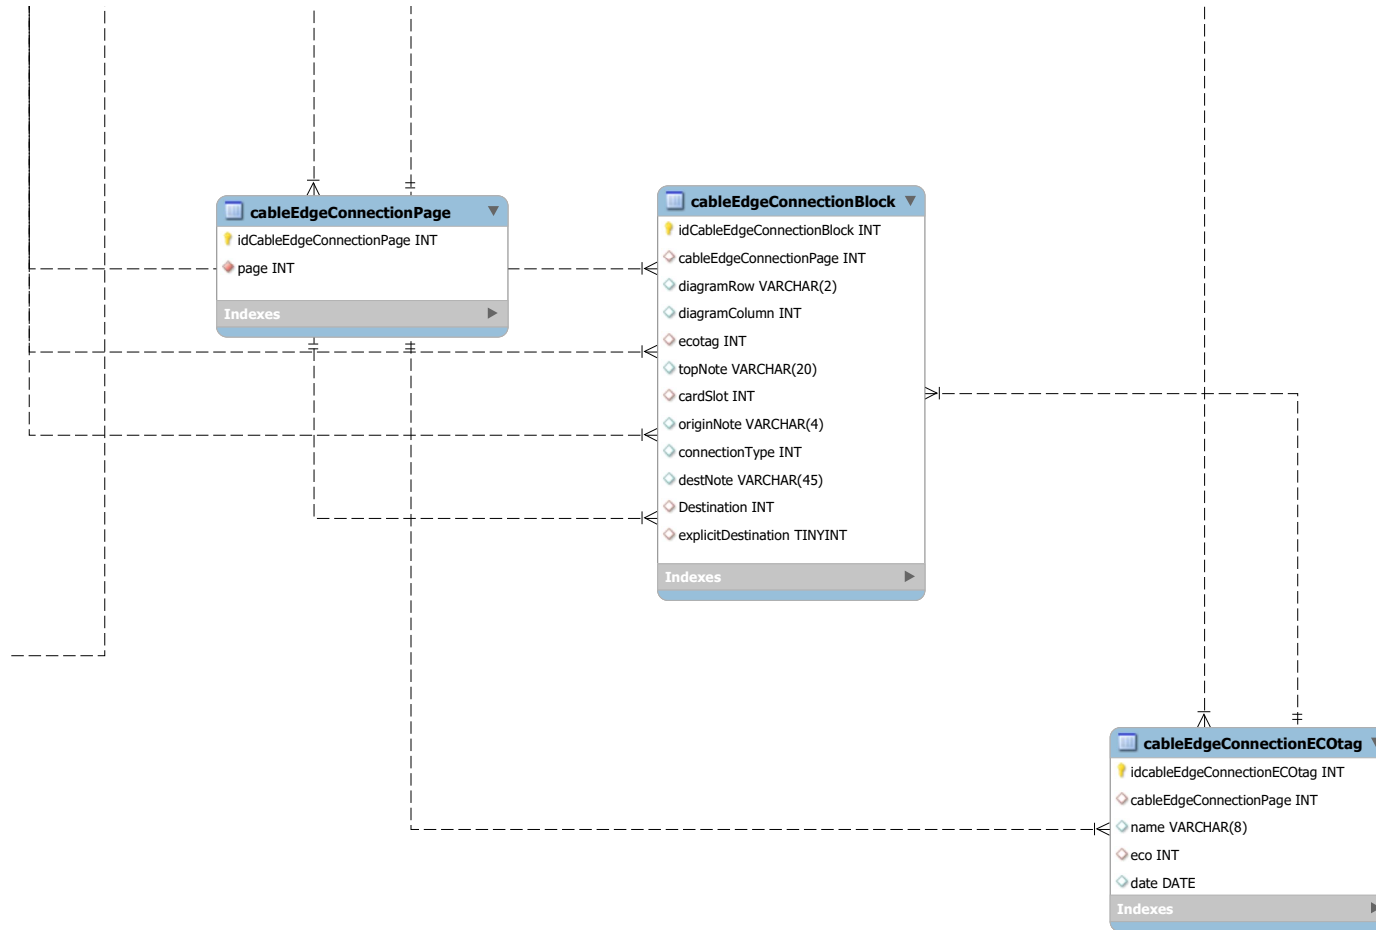 cableEdgeConnectionPage
idCableEdgeConnectionPage INT
page INT
Indexes
cableEdgeConnectionBlock
idCableEdgeConnectionBlock INT
cableEdgeConnectionPage INT
diagramRow VARCHAR(2)
diagramColumn INT
ecotag INT
topNote VARCHAR(20)
cardSlot INT
originNote VARCHAR(4)
connectionType INT
destNote VARCHAR(45)
Destination INT
explicitDestination TINYINT
Indexes
cableEdgeConnectionECOtag
idcableEdgeConnectionECOtag INT
cableEdgeConnectionPage INT
name VARCHAR(8)
eco INT
date DATE
Indexes